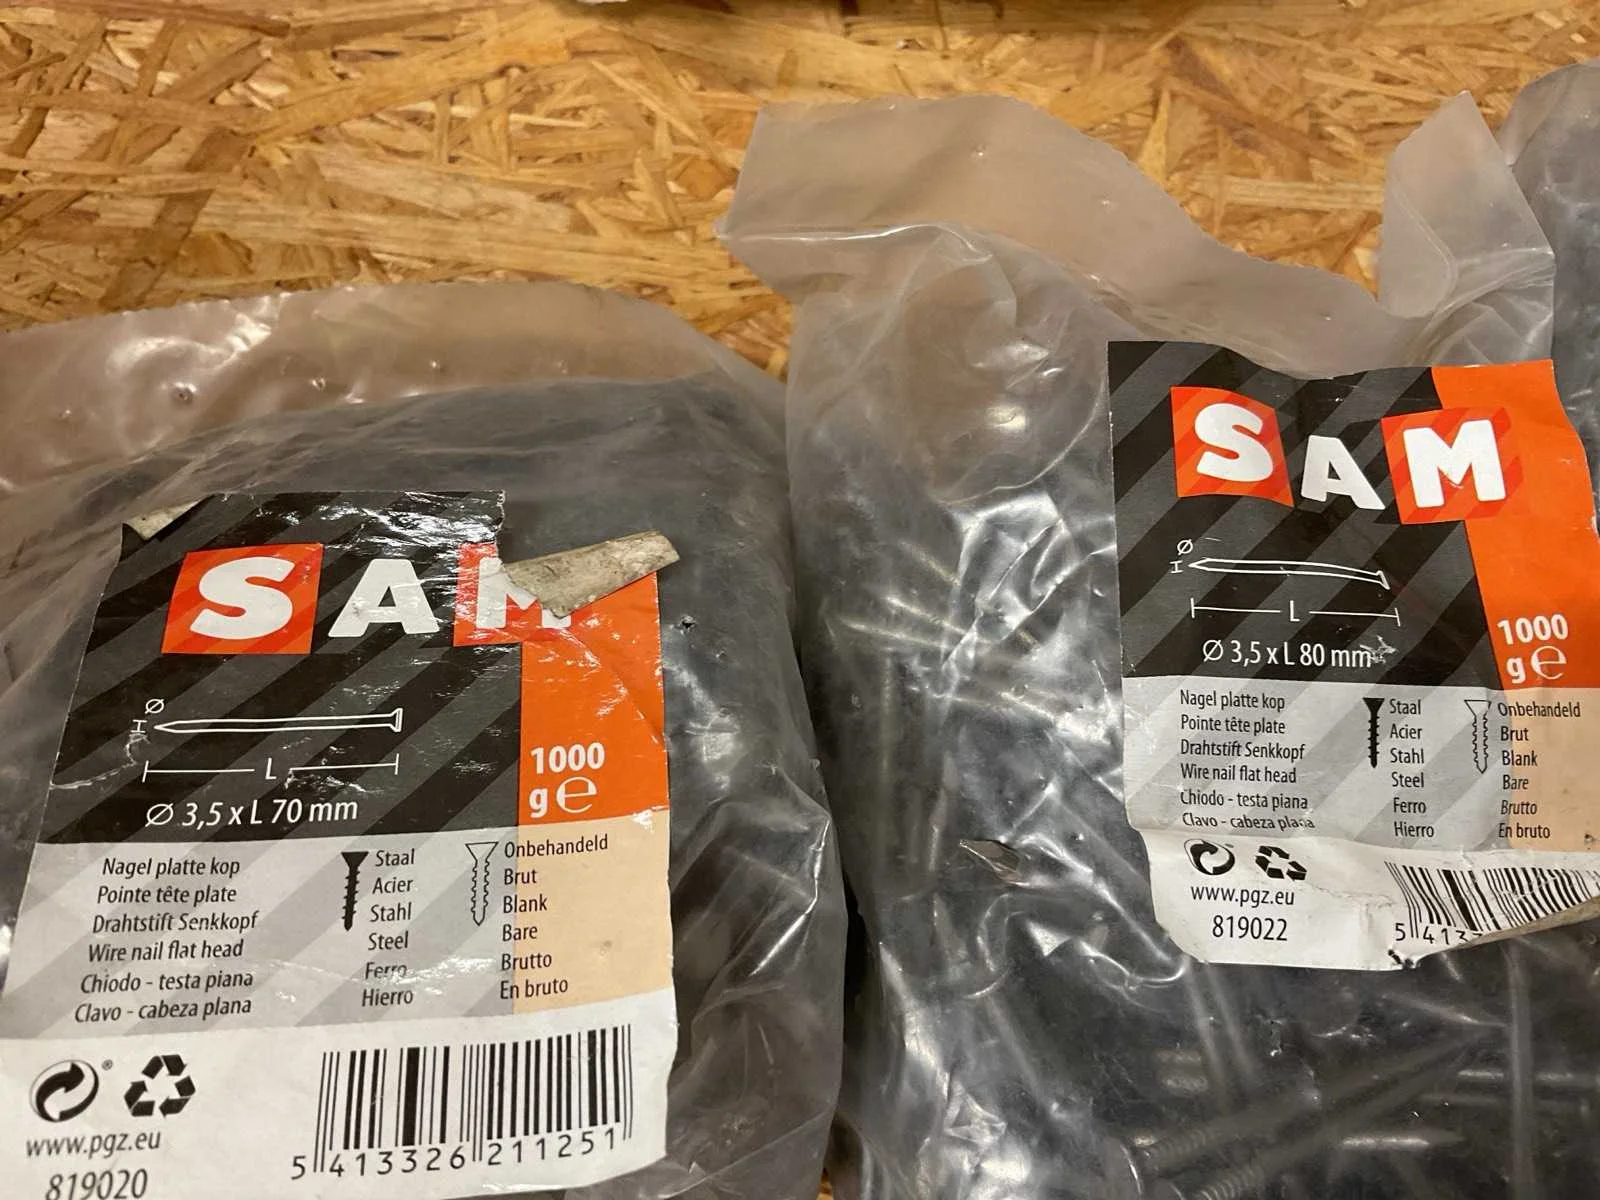 SAM
Ø
L
Ø 3,5 x L 70 mm
1000
g e
Nagel platte kop
Pointe tête plate
Drahtstift Senkkopf
Wire nail flat head
Chiodo - testa piana
Clavo - cabeza plana
Staal
Acier
Stahl
Steel
Ferro
Hierro
Onbehandeld
Brut
Blank
Bare
Brutto
En bruto
®
www.pgz.eu
819020
5 413326 211251
SAM
Ø
L
Ø 3,5 x L 80 mm
1000
g e
Nagel platte kop
Pointe tête plate
Drahtstift Senkkopf
Wire nail flat head
Chiodo - testa piana
Clavo - cabeza plana
Staal
Acier
Stahl
Steel
Ferro
Hierro
Onbehandeld
Brut
Blank
Bare
Brutto
En bruto
www.pgz.eu
819022
5 413